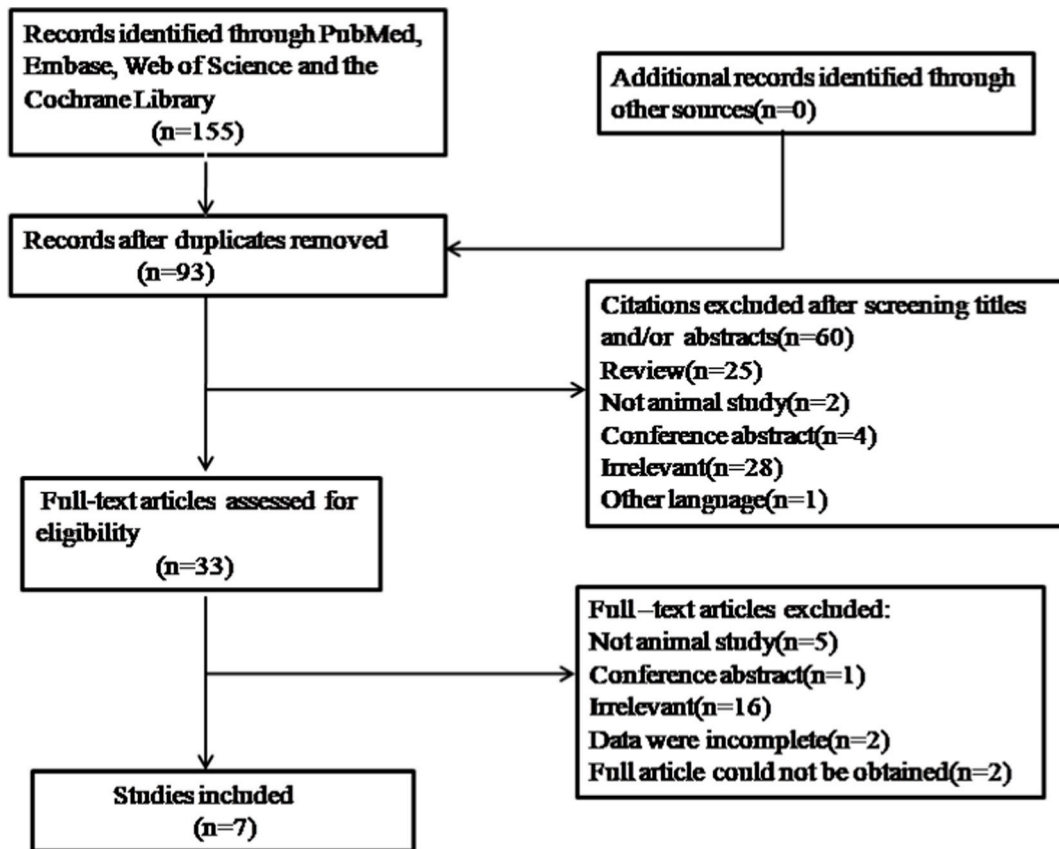 Records identified through PubMed,
Embase, Web of Science and the
Cochrane Library
(n=155)
Additional records identified through
other sources(n=0)
Records after duplicates removed
(n=93)
Citations excluded after screening titles
and/or abstracts(n=60)
Review(n=25)
Not animal study(n=2)
Conference abstract(n=4)
Irrelevant(n=28)
Other language(n=1)
Full-text articles assessed for
eligibility
(n=33)
Full–text articles excluded:
Not animal study(n=5)
Conference abstract(n=1)
Irrelevant(n=16)
Data were incomplete(n=2)
Full article could not be obtained(n=2)
Studies included
(n=7)